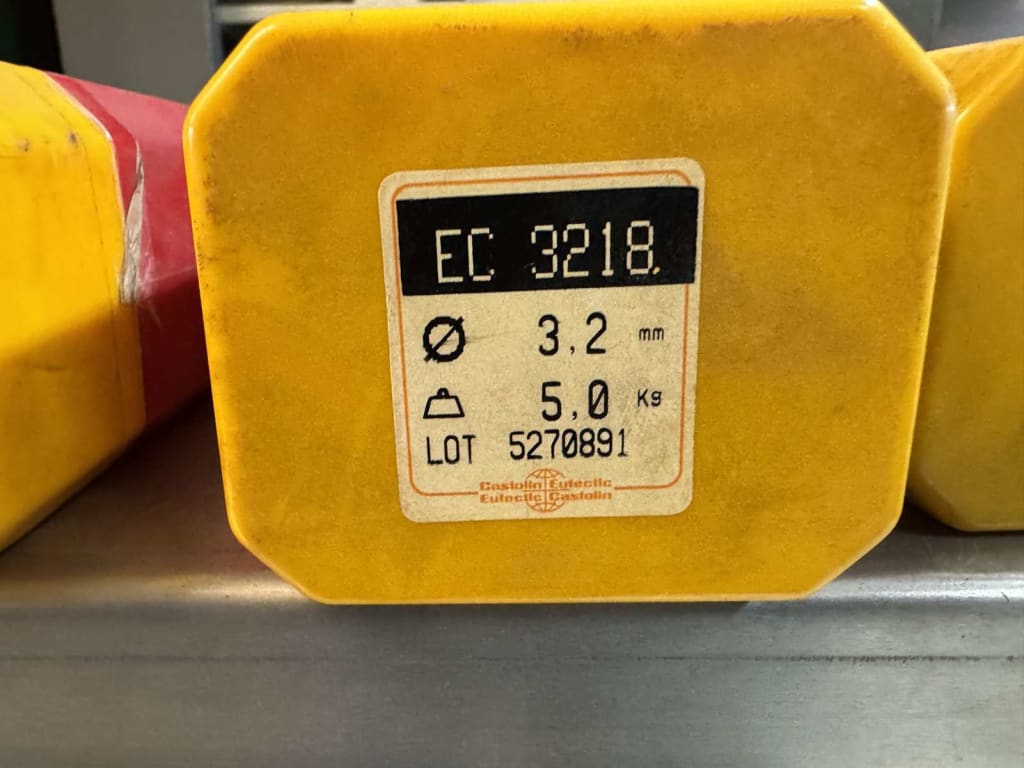 EC 3218.
Ø 3,2 mm
5,0 Kg
LOT 5270891
Castolin Eutectic
Eutectic Castolin